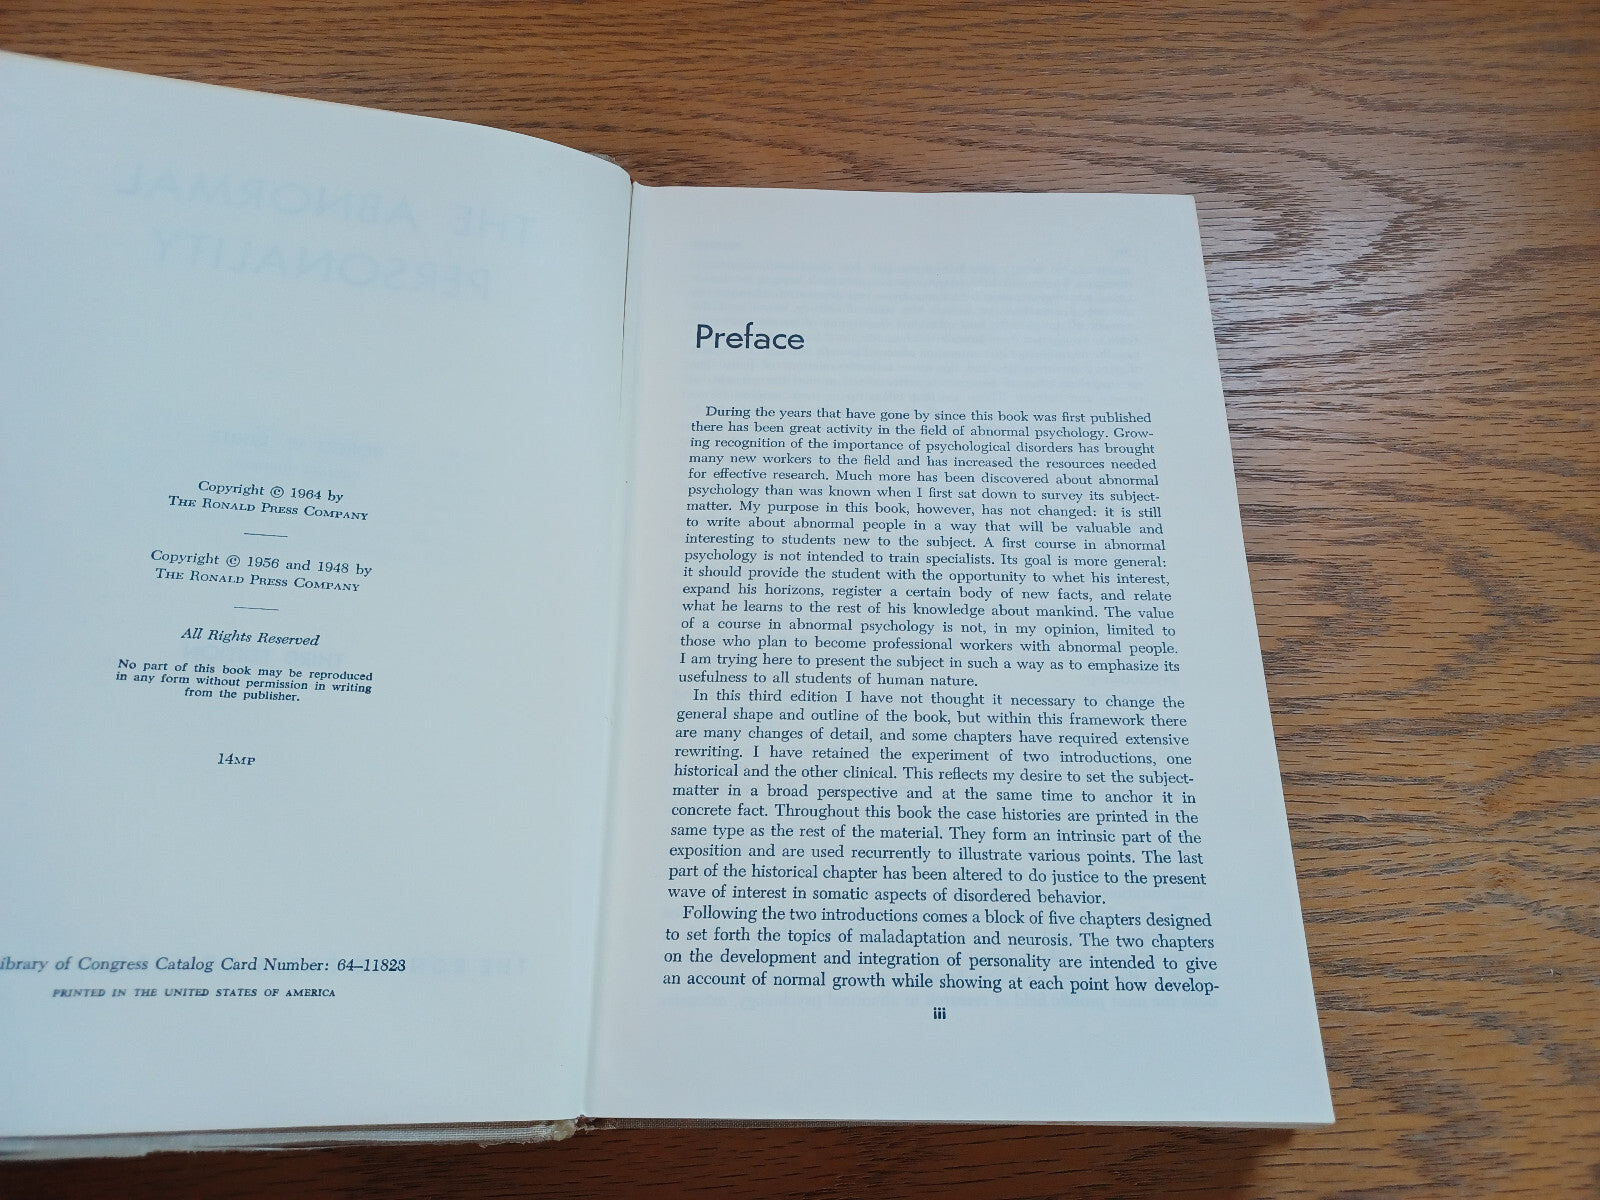 THE ABNORMAL
PERSONALITY
Copyright © 1964 by
THE RONALD PRESS COMPANY
Copyright © 1956 and 1948 by
THE RONALD PRESS COMPANY
All Rights Reserved
No part of this book may be reproduced
in any form without permission in writing
from the publisher.
14MP
ibrary of Congress Catalog Card Number: 64–11823
PRINTED IN THE UNITED STATES OF AMERICA
Preface
During the years that have gone by since this book was first published
there has been great activity in the field of abnormal psychology. Grow-
ing recognition of the importance of psychological disorders has brought
many new workers to the field and has increased the resources needed
for effective research. Much more has been discovered about abnormal
psychology than was known when I first sat down to survey its subject-
matter. My purpose in this book, however, has not changed: it is still
to write about abnormal people in a way that will be valuable and
interesting to students new to the subject. A first course in abnormal
psychology is not intended to train specialists. Its goal is more general:
it should provide the student with the opportunity to whet his interest,
expand his horizons, register a certain body of new facts, and relate
what he learns to the rest of his knowledge about mankind. The value
of a course in abnormal psychology is not, in my opinion, limited to
those who plan to become professional workers with abnormal people.
I am trying here to present the subject in such a way as to emphasize its
usefulness to all students of human nature.
In this third edition I have not thought it necessary to change the
general shape and outline of the book, but within this framework there
are many changes of detail, and some chapters have required extensive
rewriting. I have retained the experiment of two introductions, one
historical and the other clinical. This reflects my desire to set the subject-
matter in a broad perspective and at the same time to anchor it in
concrete fact. Throughout this book the case histories are printed in the
same type as the rest of the material. They form an intrinsic part of the
exposition and are used recurrently to illustrate various points. The last
part of the historical chapter has been altered to do justice to the present
wave of interest in somatic aspects of disordered behavior.
Following the two introductions comes a block of five chapters designed
to set forth the topics of maladaptation and neurosis. The two chapters
on the development and integration of personality are intended to give
an account of normal growth while showing at each point how develop-
iii